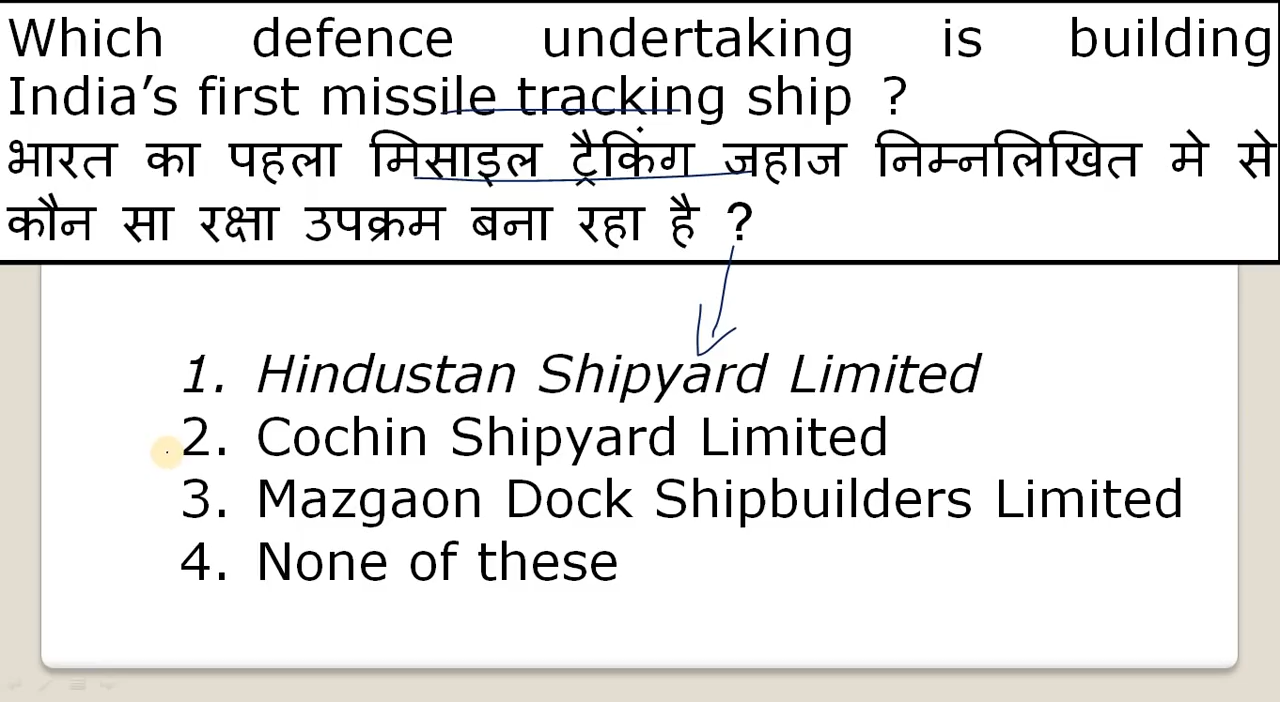 Which defence undertaking is building
India’s first missile tracking ship ?
भारत का पहला मिसाइल ट्रैकिंग जहाज निम्नलिखित मे से
कौन सा रक्षा उपक्रम बना रहा है ?
1. Hindustan Shipyard Limited
2. Cochin Shipyard Limited
3. Mazgaon Dock Shipbuilders Limited
4. None of these